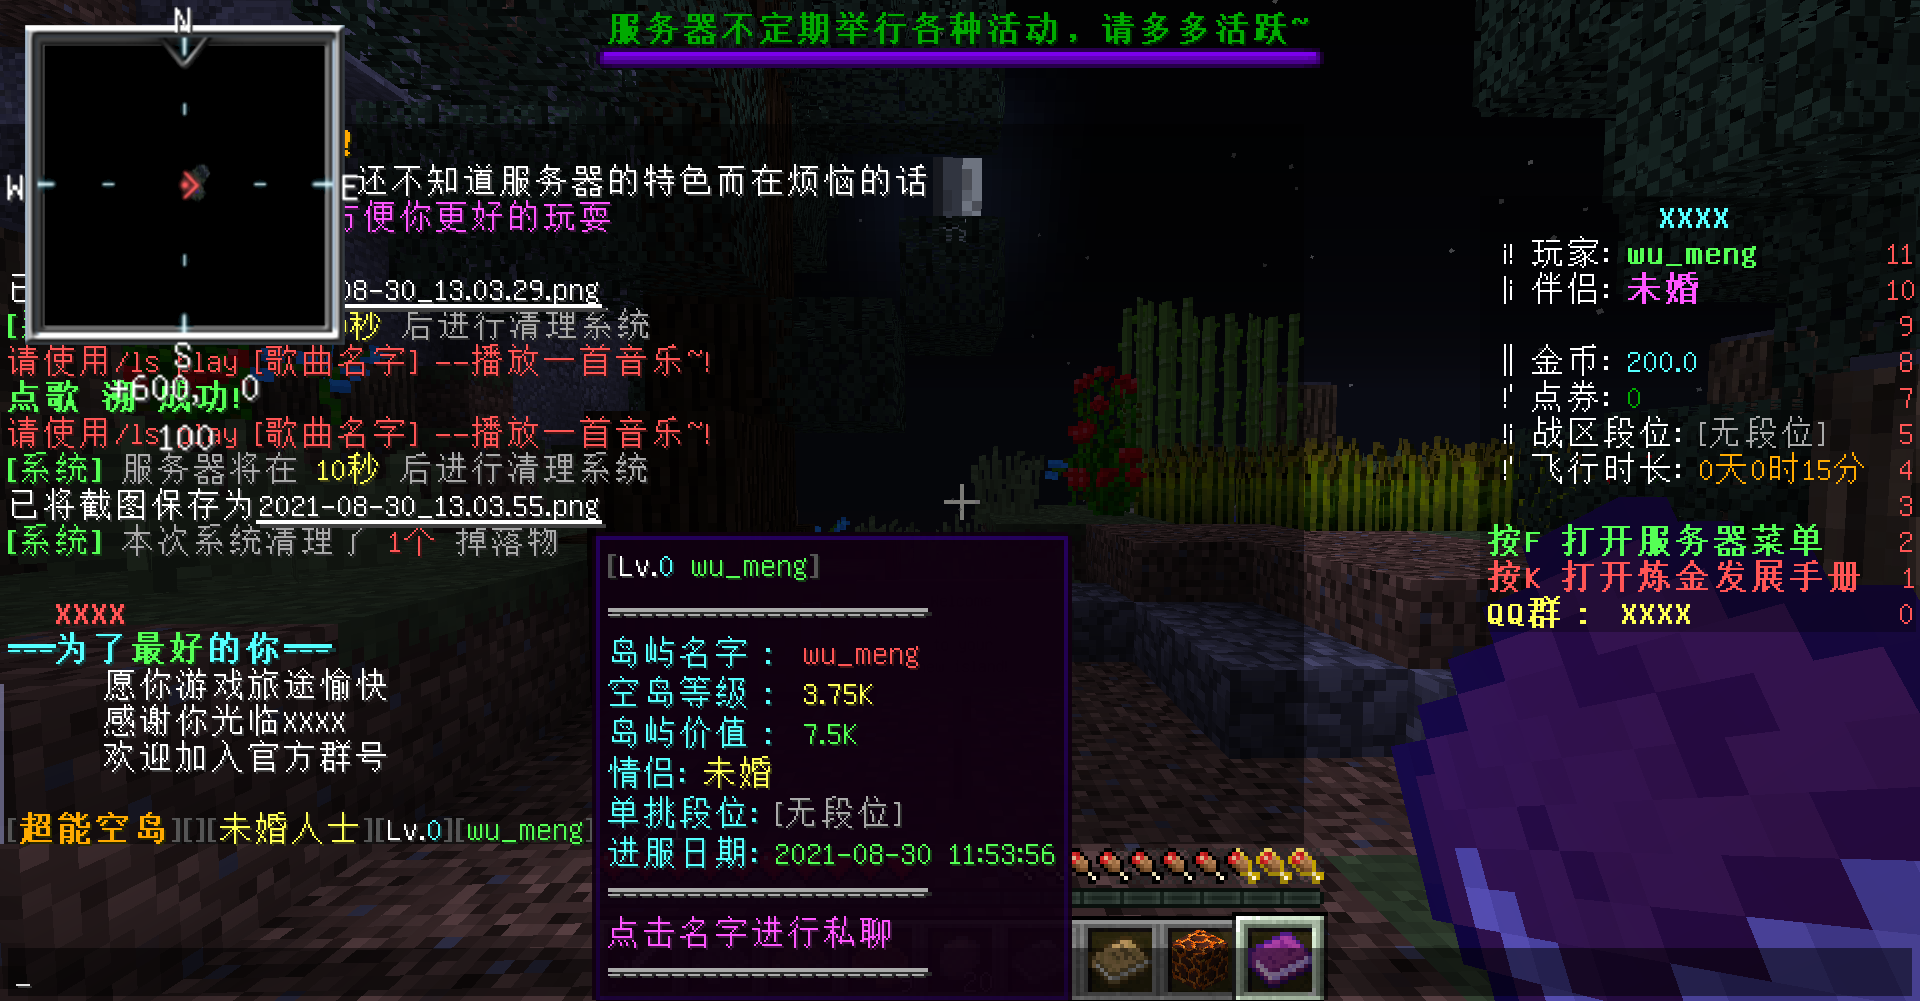 服务器不定期举行各种活动，请多多活跃~
N
W
E
S
+600, 0
100
!
还不知道服务器的特色而在烦恼的话
方便你更好的玩耍
已
08-30_13.03.29.png
0秒 后进行清理系统
请使用/ls play [歌曲名字] --播放一首音乐~!
点歌 溯 成功!
请使用/ls play [歌曲名字] --播放一首音乐~!
[系统] 服务器将在 10秒 后进行清理系统
已将截图保存为2021-08-30_13.03.55.png
[系统] 本次系统清理了 1个 掉落物
XXXX
===为了最好的你===
愿你游戏旅途愉快
感谢你光临XXXX
欢迎加入官方群号
[超能空岛][][未婚人士][Lv.0][wu_meng]
_
[Lv.0 wu_meng]
岛屿名字： wu_meng
空岛等级： 3.75K
岛屿价值： 7.5K
情侣: 未婚
单挑段位: [无段位]
进服日期: 2021-08-30 11:53:56
点击名字进行私聊
XXXX
玩家: wu_meng 11
伴侣: 未婚 10
9
金币: 200.0 8
点券: 0 7
战区段位: [无段位] 5
飞行时长: 0天0时15分 4
3
按F 打开服务器菜单 2
按K 打开炼金发展手册 1
QQ群： XXXX 0